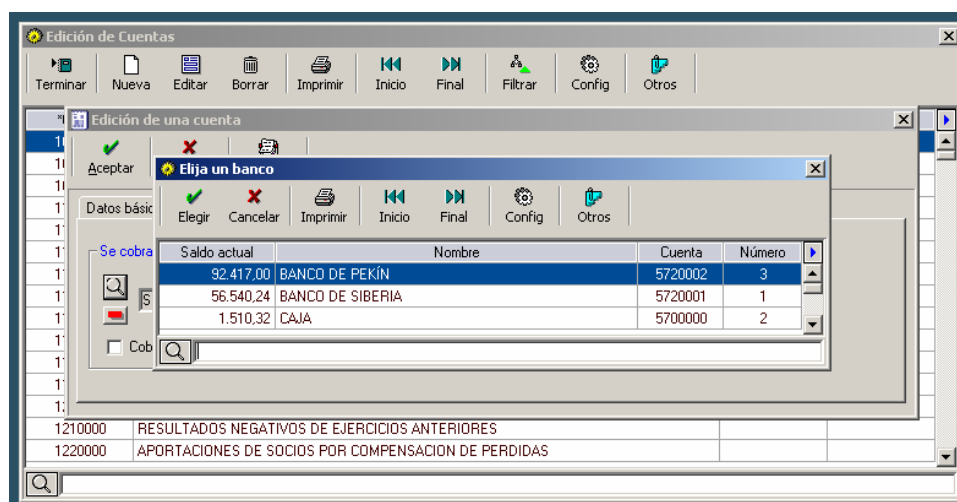 Edición de Cuentas
Terminar Nueva Editar Borrar Imprimir Inicio Final Filtrar Config Otros
Edición de una cuenta
Aceptar
Elija un banco
Elegir Cancelar Imprimir Inicio Final Config Otros
Datos básic
Se cobra
Saldo actual Nombre Cuenta Número
92.417,00 BANCO DE PEKÍN 5720002 3
56.540,24 BANCO DE SIBERIA 5720001 1
1.510,32 CAJA 5700000 2
S
Cob
1210000 RESULTADOS NEGATIVOS DE EJERCICIOS ANTERIORES
1220000 APORTACIONES DE SOCIOS POR COMPENSACION DE PERDIDAS